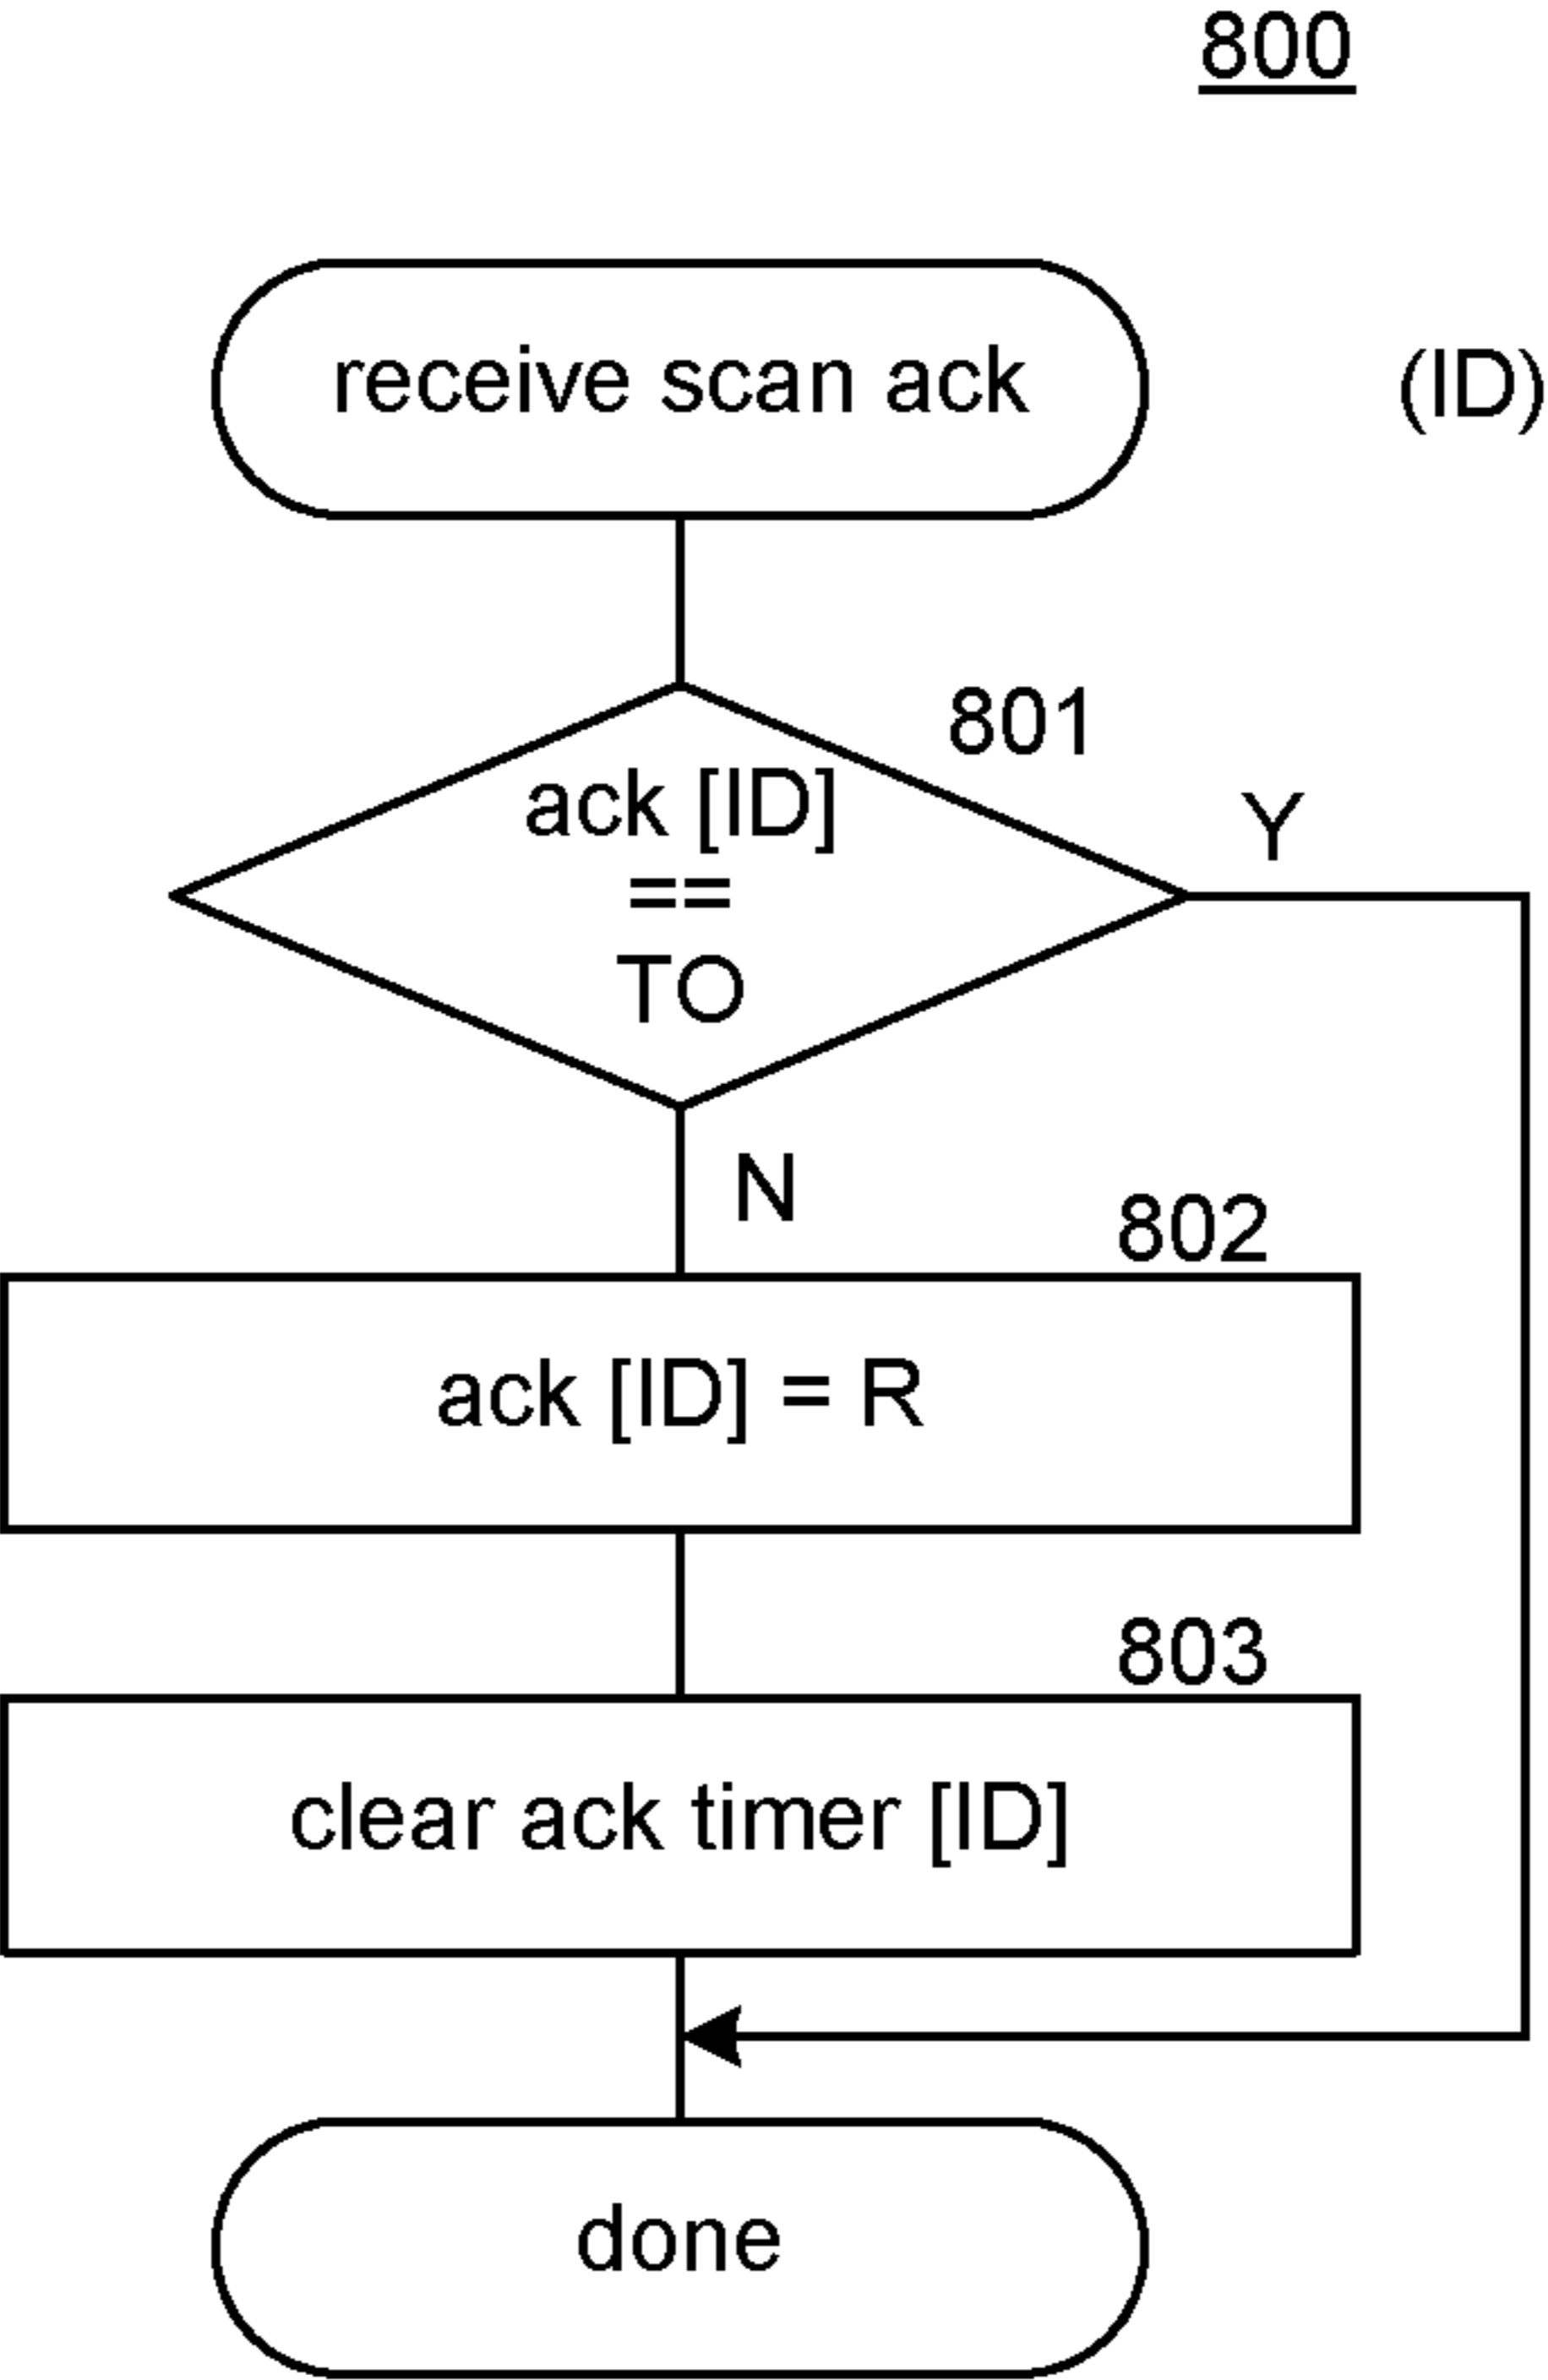 800
receive scan ack
(ID)
801
ack [ID]
==
TO
Y
N
802
ack [ID] = R
803
clear ack timer [ID]
done